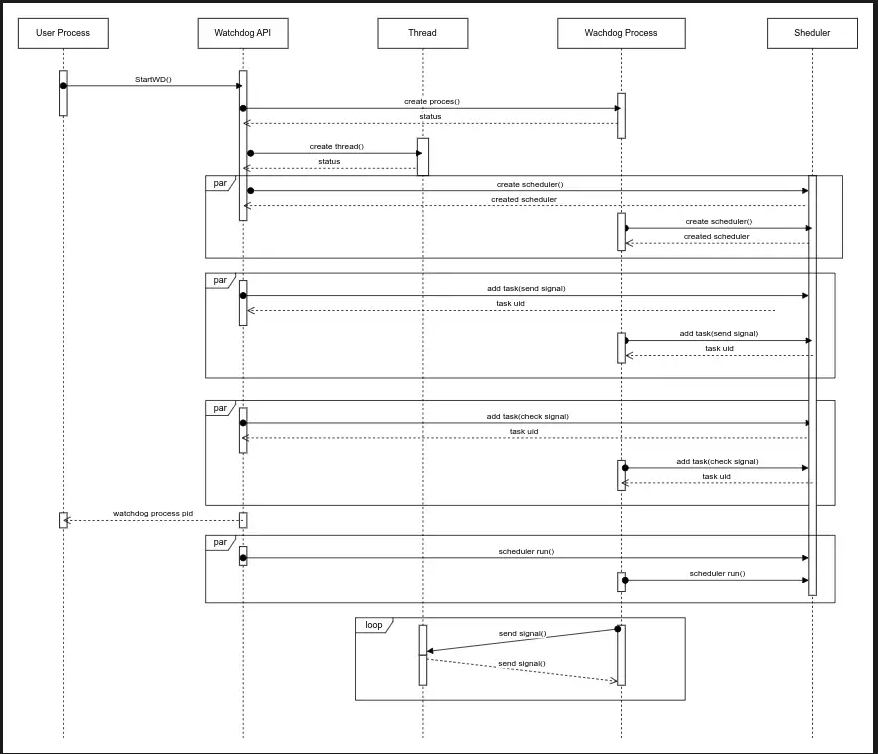 User Process
Watchdog API
Thread
Wachdog Process
Sheduler
StartWD()
create proces()
status
create thread()
status
par
create scheduler()
created scheduler
create scheduler()
created scheduler
par
add task(send signal)
task uid
add task(send signal)
task uid
par
add task(check signal)
task uid
add task(check signal)
task uid
watchdog process pid
par
scheduler run()
scheduler run()
loop
send signal()
send signal()